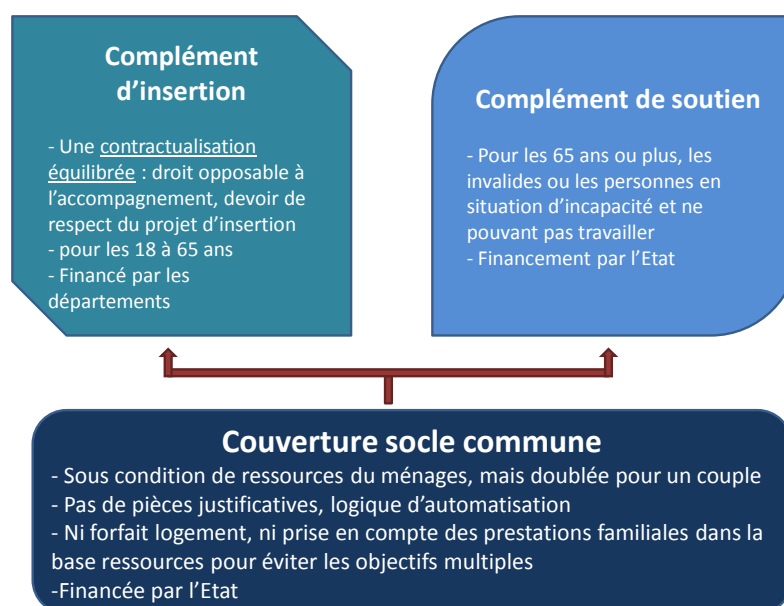 Complément
d’insertion
- Une contractualisation
équilibrée : droit opposable à
l’accompagnement, devoir de
respect du projet d’insertion
- pour les 18 à 65 ans
- Financé par les
départements
Complément de soutien
- Pour les 65 ans ou plus, les
invalides ou les personnes en
situation d’incapacité et ne
pouvant pas travailler
- Financement par l’Etat
Couverture socle commune
- Sous condition de ressources du ménages, mais doublée pour un couple
- Pas de pièces justificatives, logique d’automatisation
- Ni forfait logement, ni prise en compte des prestations familiales dans la
base ressources pour éviter les objectifs multiples
-Financée par l’Etat